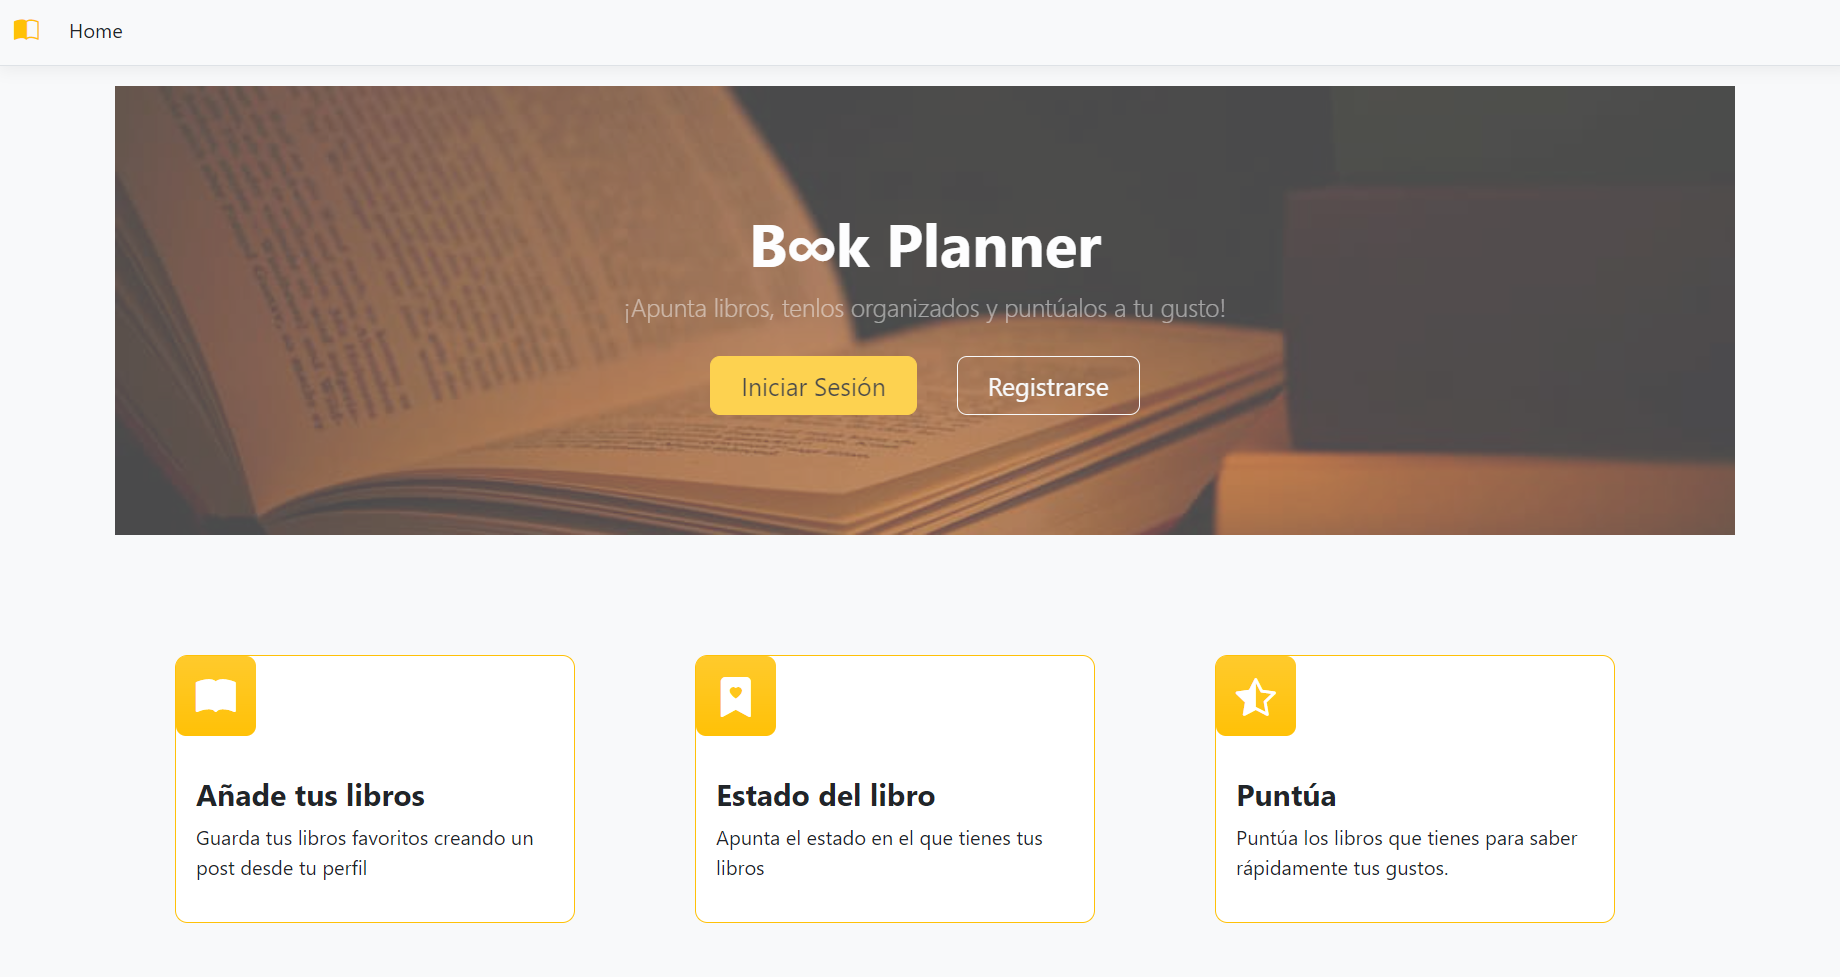 Home
B∞k Planner
¡Apunta libros, tenlos organizados y puntúalos a tu gusto!
Iniciar Sesión
Registrarse
Añade tus libros
Guarda tus libros favoritos creando un
post desde tu perfil
Estado del libro
Apunta el estado en el que tienes tus
libros
Puntúa
Puntúa los libros que tienes para saber
rápidamente tus gustos.